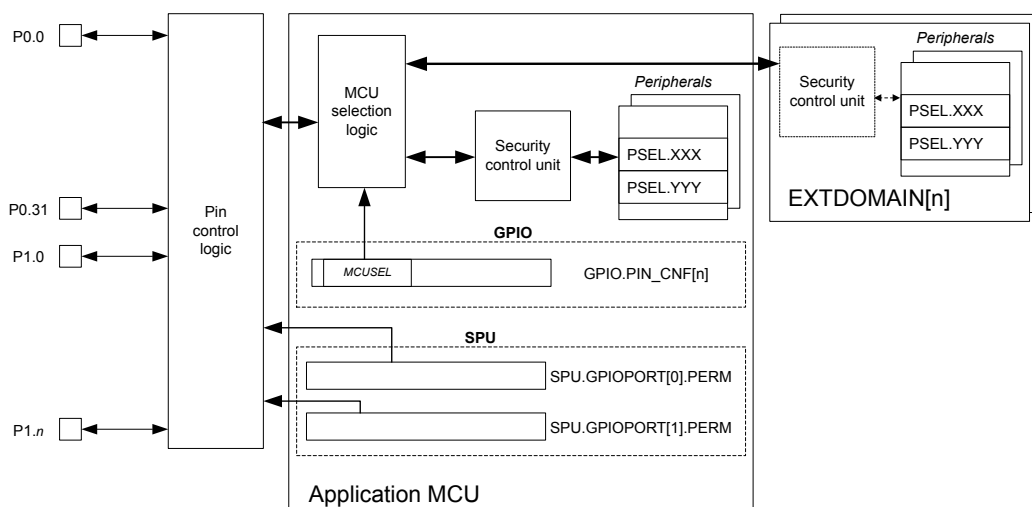 P0.0
P0.31
P1.0
P1.n
Pin
control
logic
MCU
selection
logic
Security
control unit
Peripherals
PSEL.XXX
PSEL.YYY
GPIO
MCUSEL
GPIO.PIN_CNF[n]
SPU
SPU.GPIOPORT[0].PERM
SPU.GPIOPORT[1].PERM
Application MCU
Peripherals
Security
control unit
PSEL.XXX
PSEL.YYY
EXTDOMAIN[n]